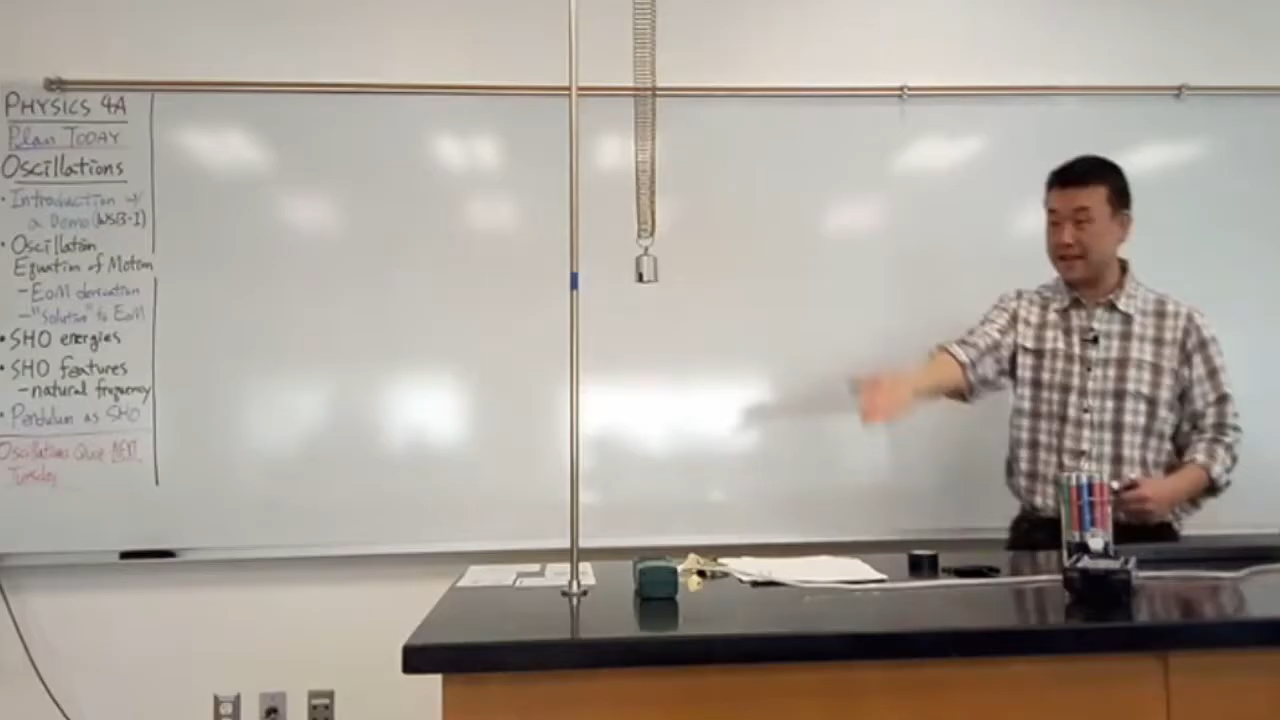 PHYSICS 4A
Plan TODAY
Oscillations
• Introduction w/
a Demo (WS13-1)
• Oscillation
Equation of Motion
- EoM derivation
- "Solution" to EoM
• SHO energies
• SHO features
- natural frequency
• Pendulum as SHO
Oscillations Quiz NEXT
Tuesday